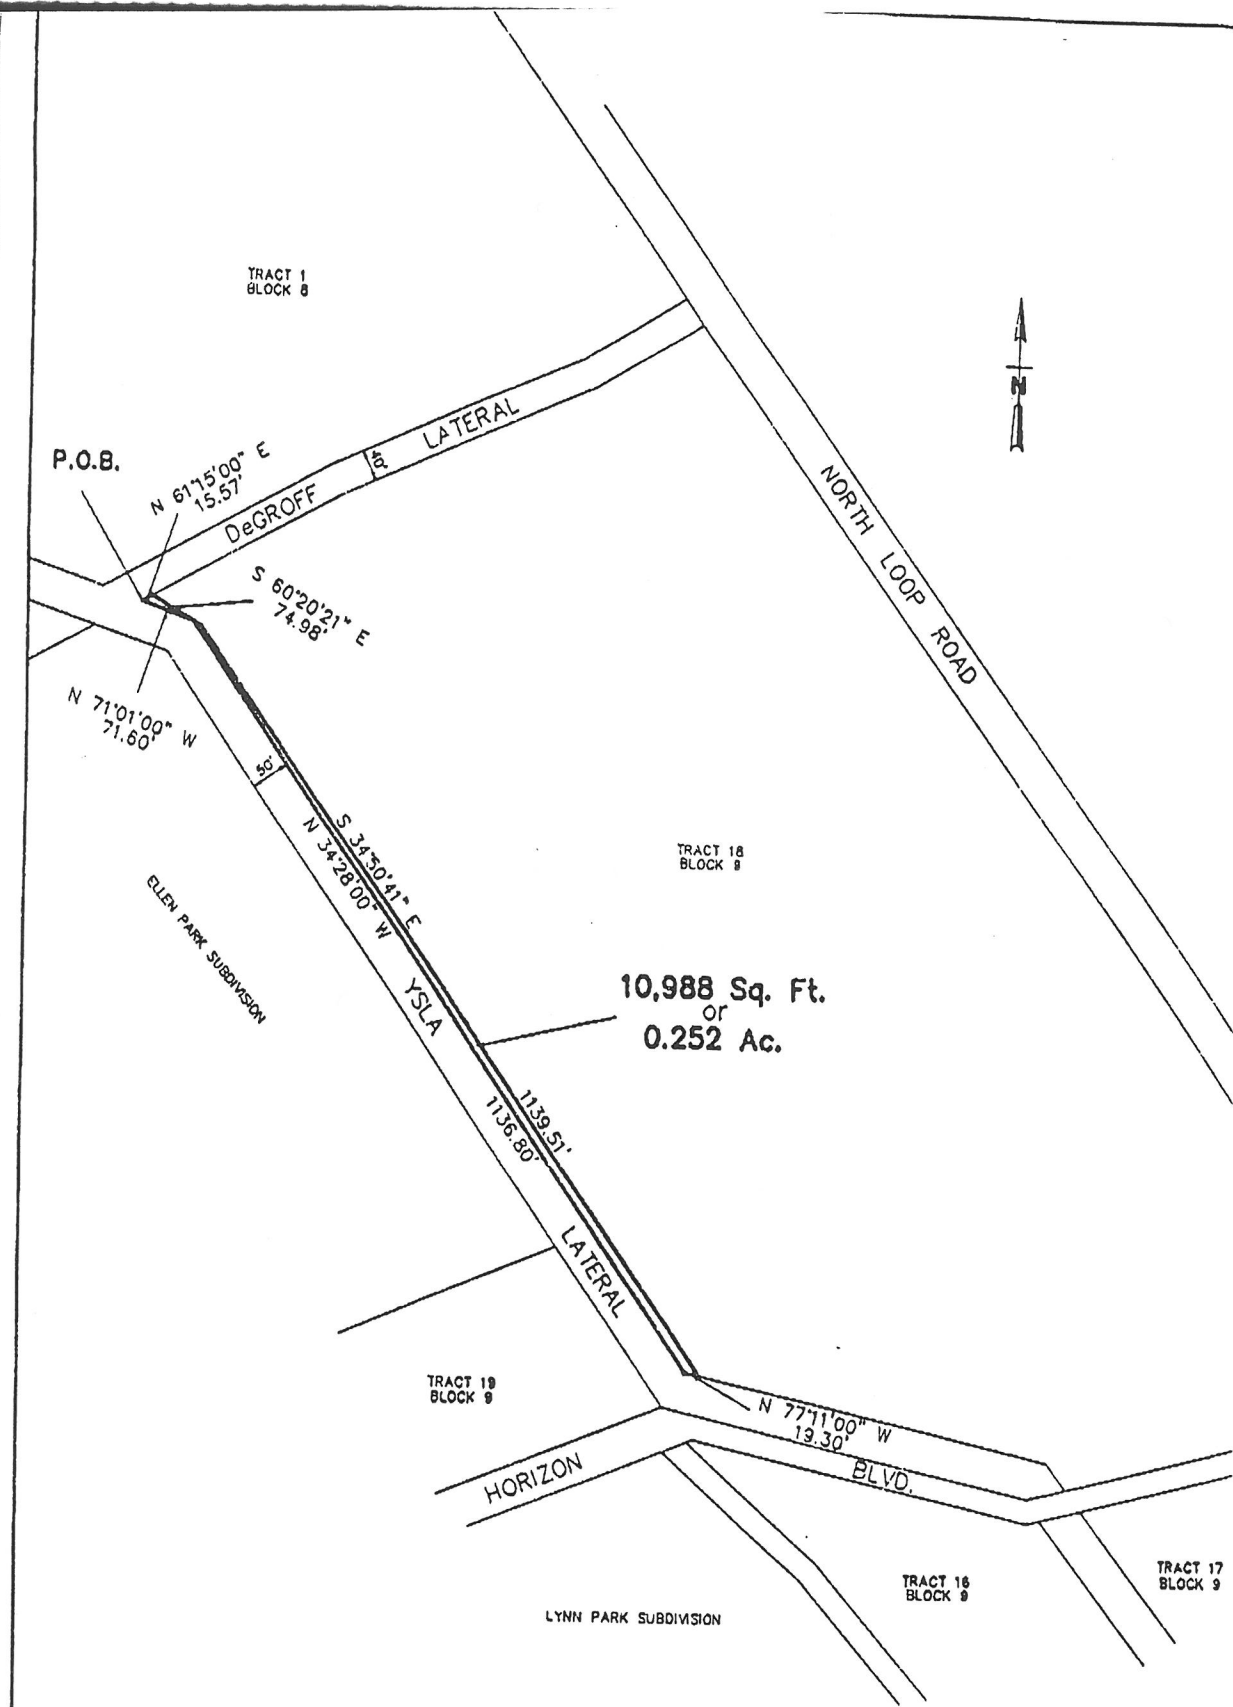 TRACT 1
BLOCK 8
P.O.B.
N 61°15'00" E
15.57'
DeGROFF LATERAL
40'
N
NORTH LOOP ROAD
S 60°20'21" E
74.98'
N 71°01'00" W
71.60'
50'
S 34°50'41" E
N 34°28'00" W
TRACT 18
BLOCK 9
ELLEN PARK SUBDIVISION
10,988 Sq. Ft.
or
0.252 Ac.
YSLA LATERAL
1139.51'
1136.80'
TRACT 19
BLOCK 9
N 77°11'00" W
19.30'
HORIZON BLVD.
TRACT 16
BLOCK 9
TRACT 17
BLOCK 9
LYNN PARK SUBDIVISION